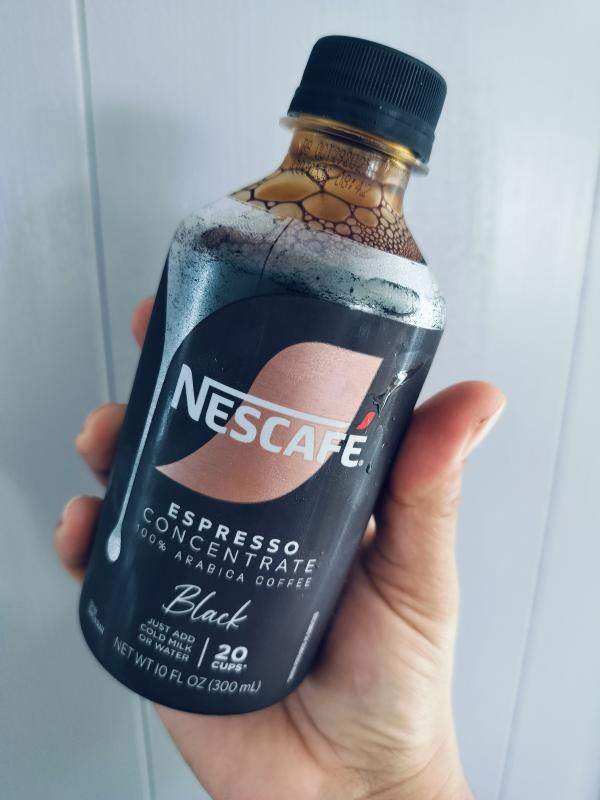 NESCAFÉ®
ESPRESSO
CONCENTRATE
100% ARABICA COFFEE
Black
JUST ADD
COLD MILK
OR WATER
20
CUPS*
NET WT 10 FL OZ (300 mL)